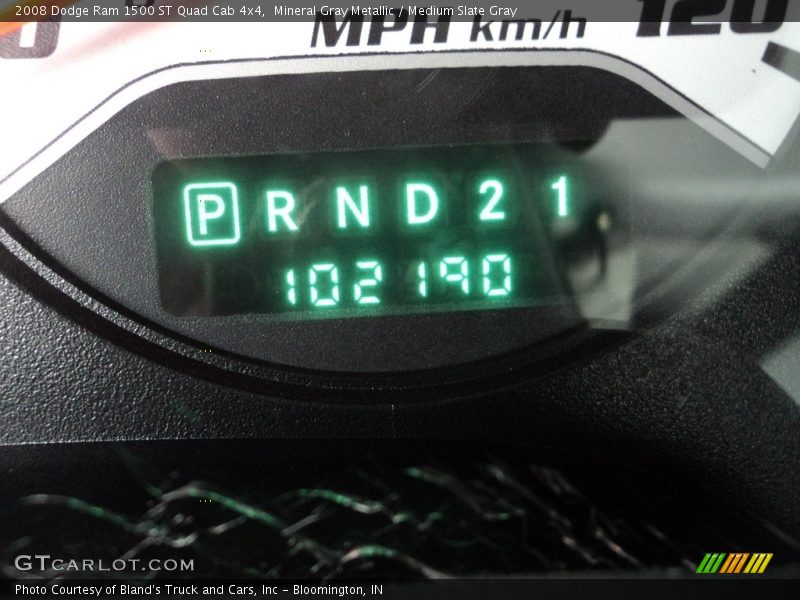 2008 Dodge Ram 1500 ST Quad Cab 4x4, Mineral Gray Metallic / Medium Slate Gray
0 MPH km/h 120
P R N D 2 1
102190
GTCARLOT.COM
Photo Courtesy of Bland's Truck and Cars, Inc - Bloomington, IN